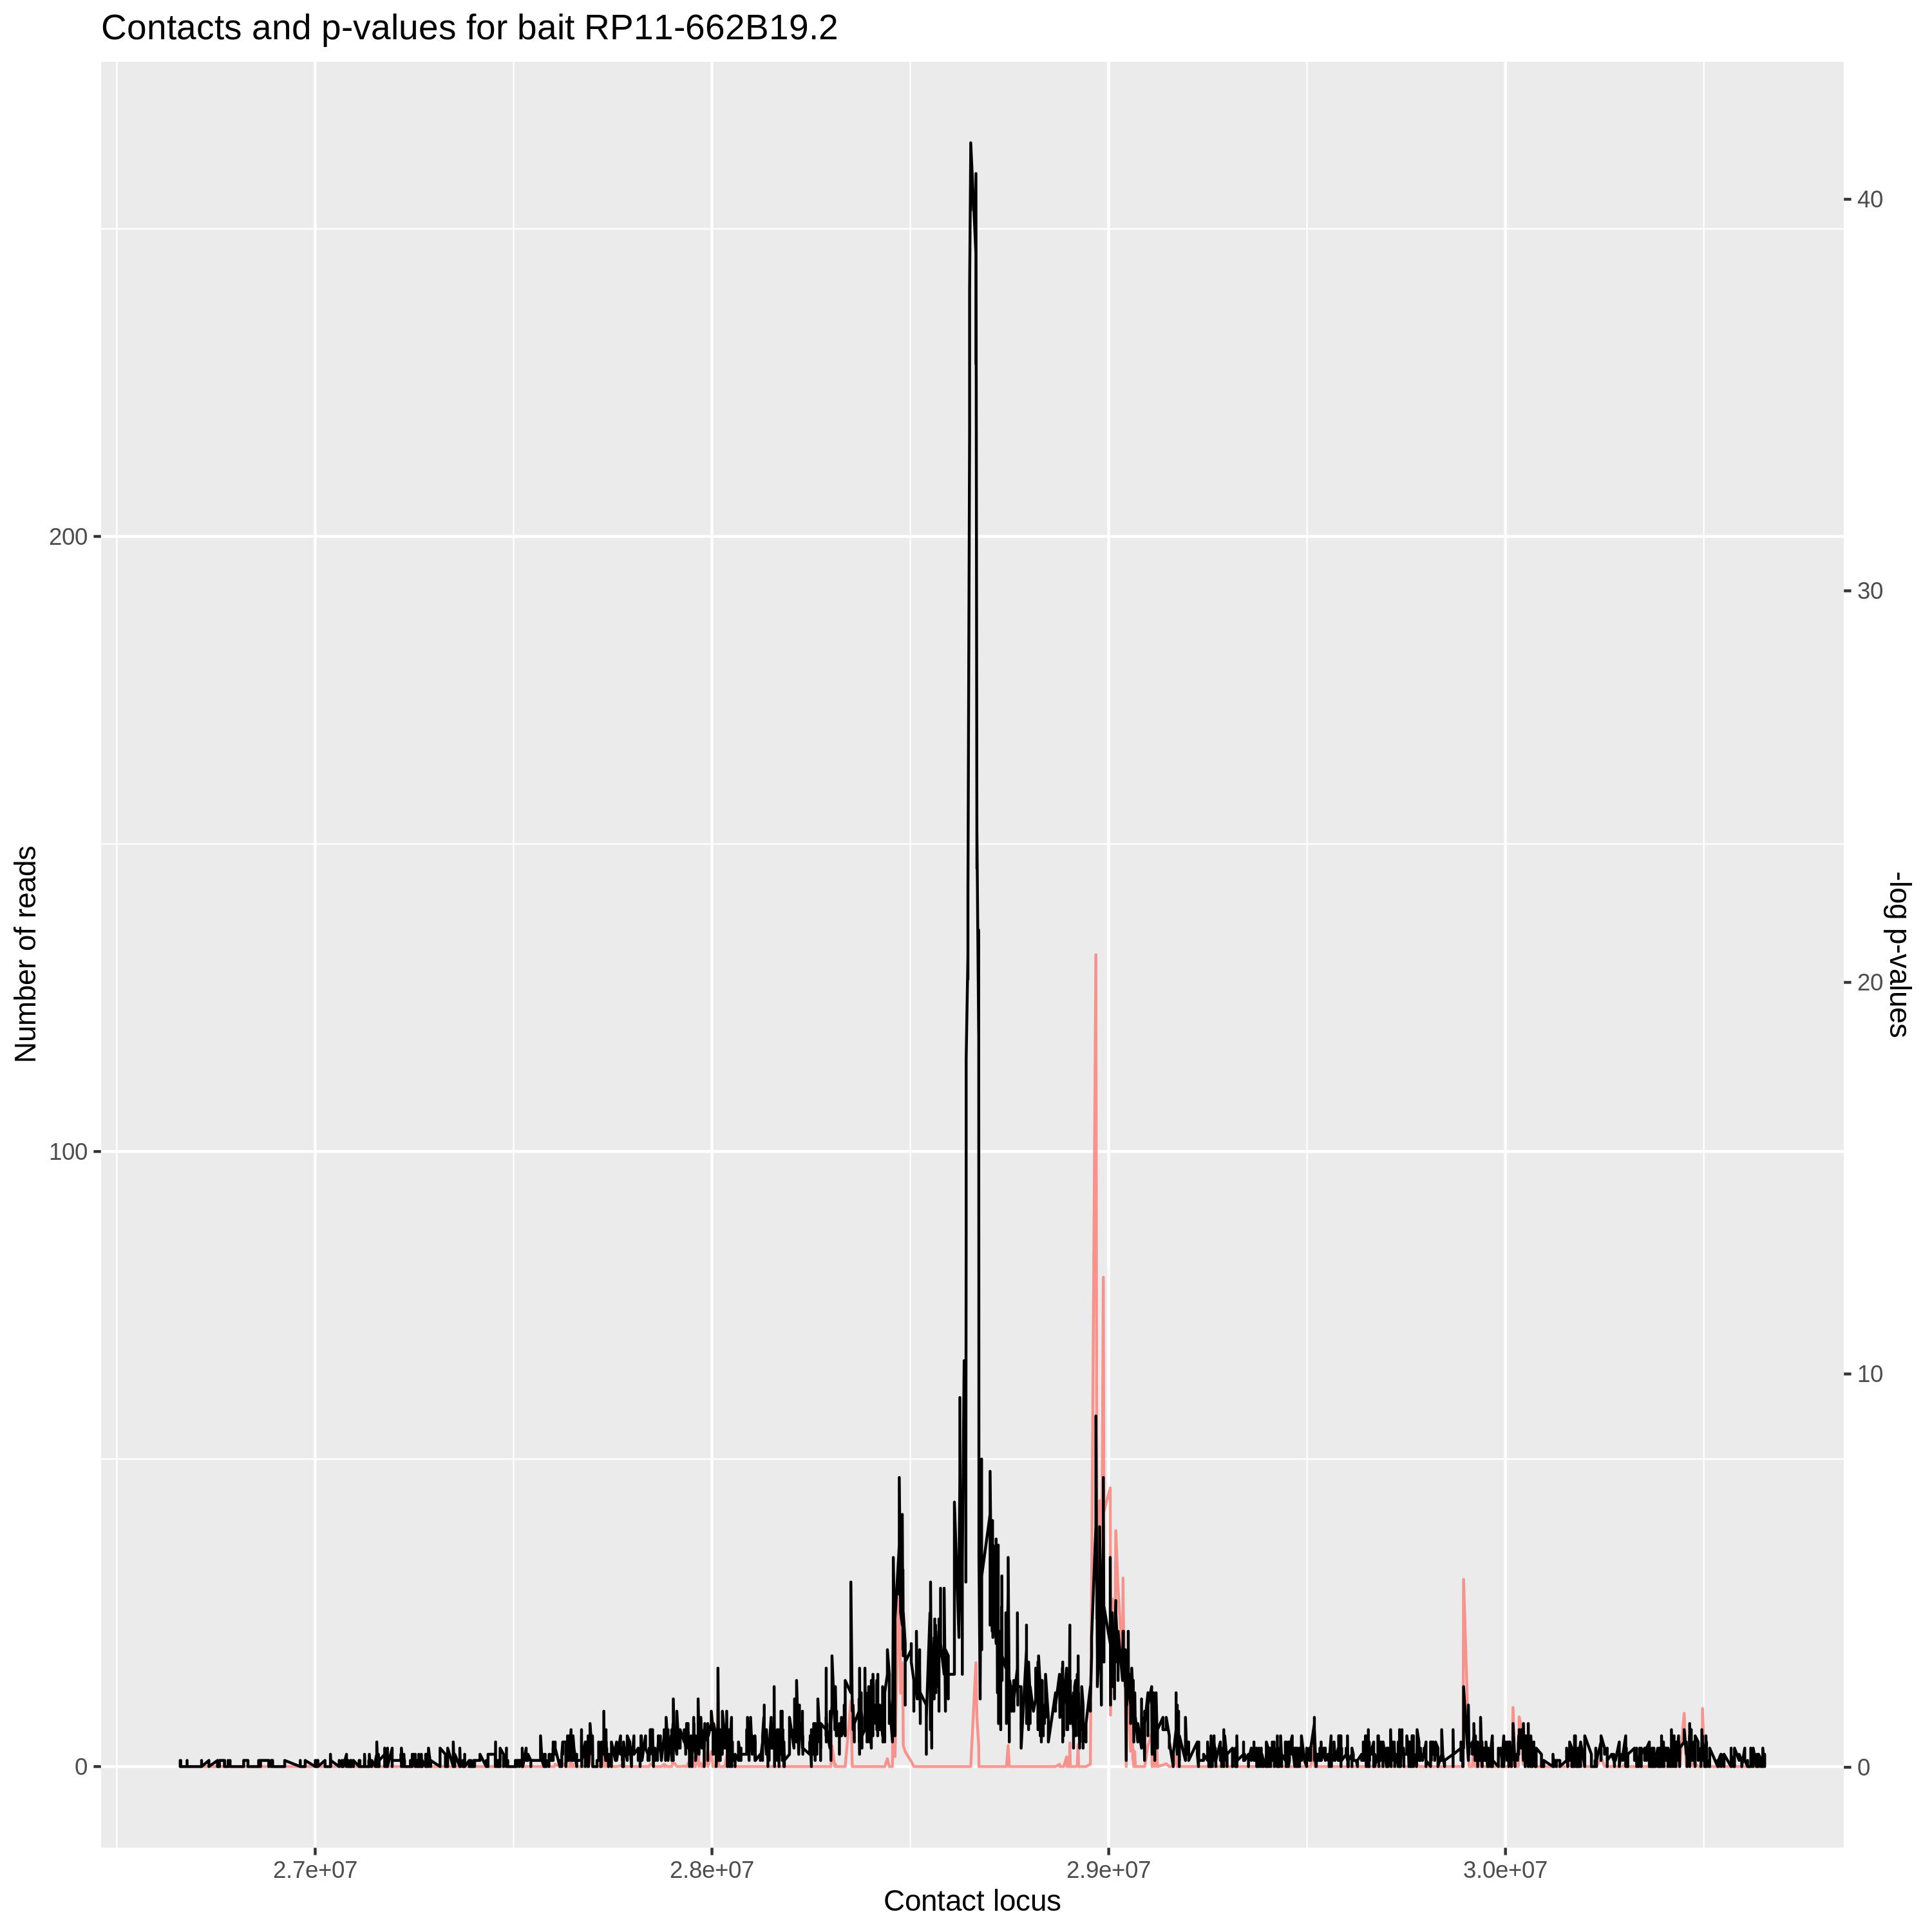 Contacts and p-values for bait RP11-662B19.2
Number of reads
200
100
0
40
30
20
10
0
-log p-values
2.7e+07
2.8e+07
2.9e+07
3.0e+07
Contact locus